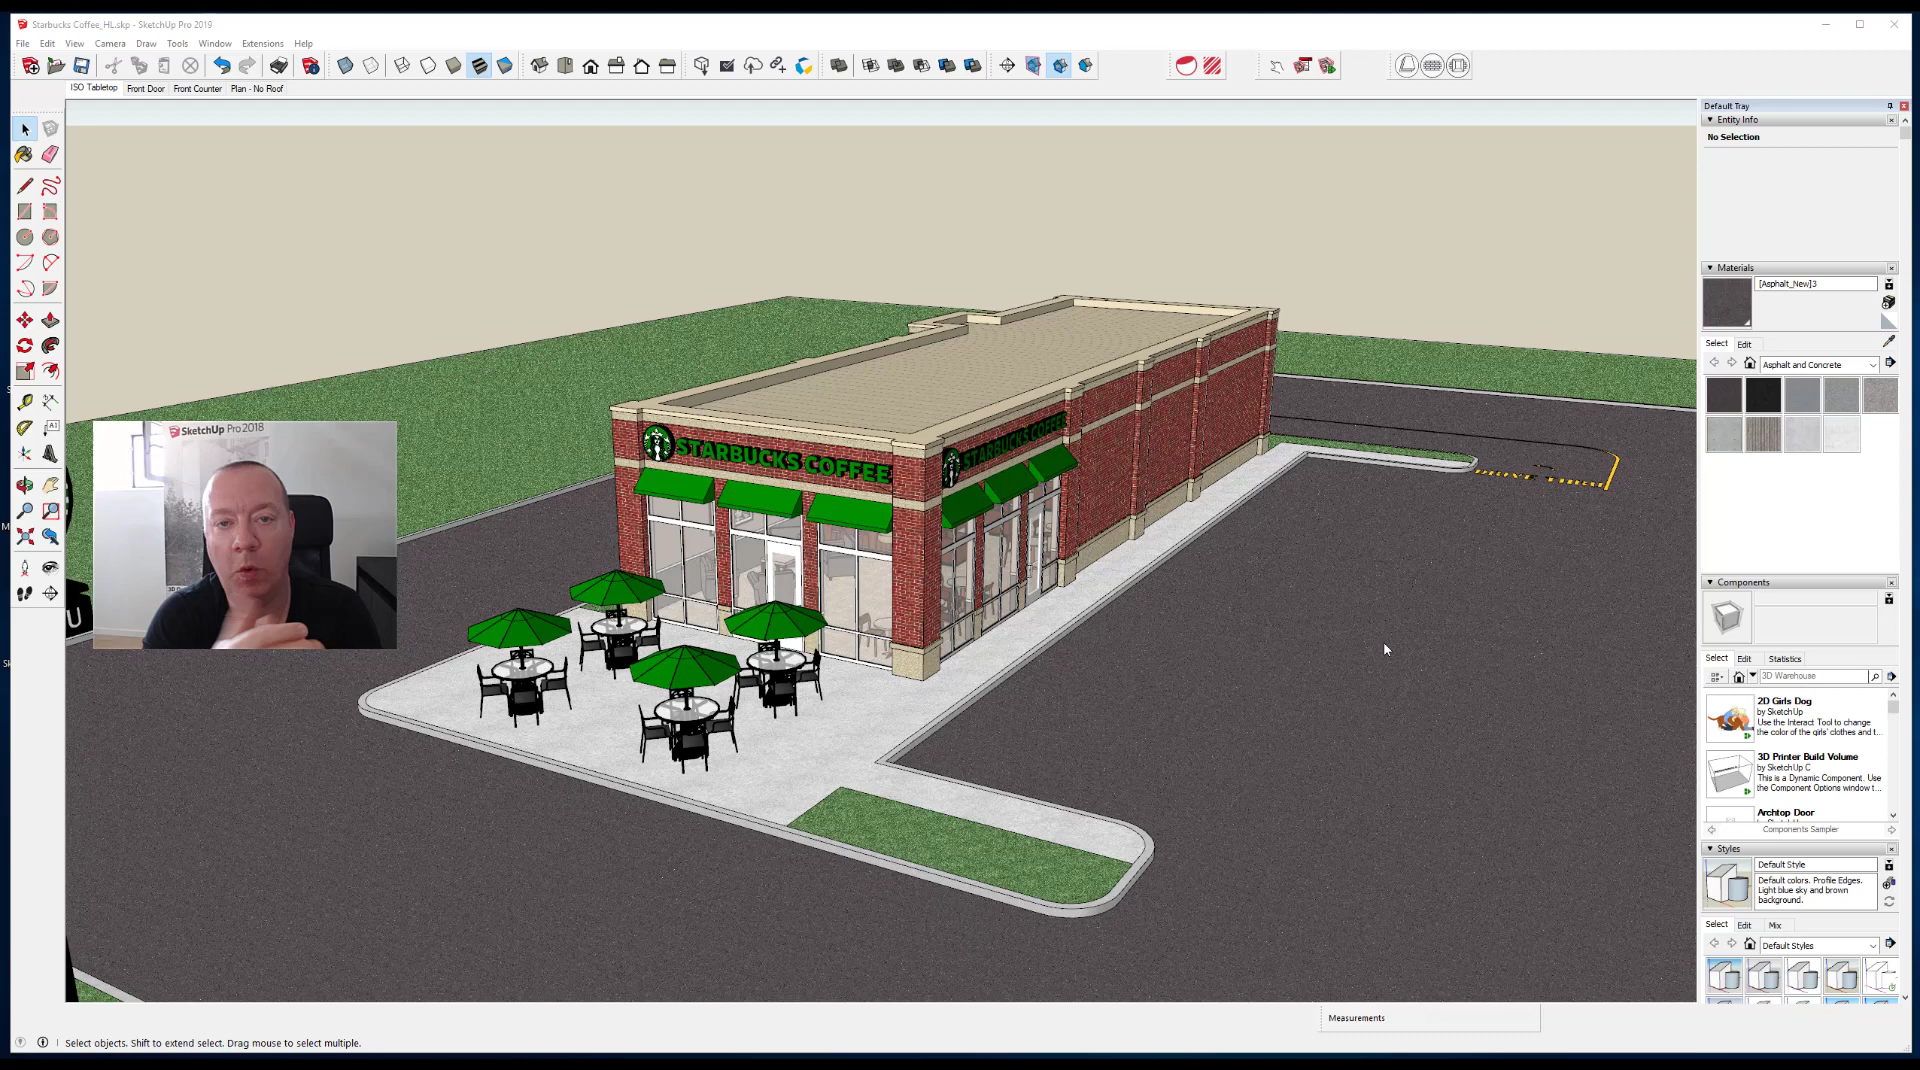 Starbucks Coffee_HL.skp - SketchUp Pro 2019
File Edit View Camera Draw Tools Window Extensions Help
ISO Tabletop Front Door Front Counter Plan - No Roof
Default Tray
Entity Info
No Selection
Materials
[Asphalt_New]3
Select Edit
Asphalt and Concrete
SketchUp Pro 2018
STARBUCKS COFFEE
STARBUCKS COFFEE
Components
Select Edit Statistics
3D Warehouse
2D Girls Dog
by SketchUp
Use the Interact Tool to change
the color of the girls' clothes and t...
3D Printer Build Volume
by SketchUp C
This is a Dynamic Component. Use
the Component Options window t...
Archtop Door
Components Sampler
Styles
Default Style
Default colors. Profile Edges.
Light blue sky and brown
background.
Select Edit Mix
Default Styles
Measurements
Select objects. Shift to extend select. Drag mouse to select multiple.